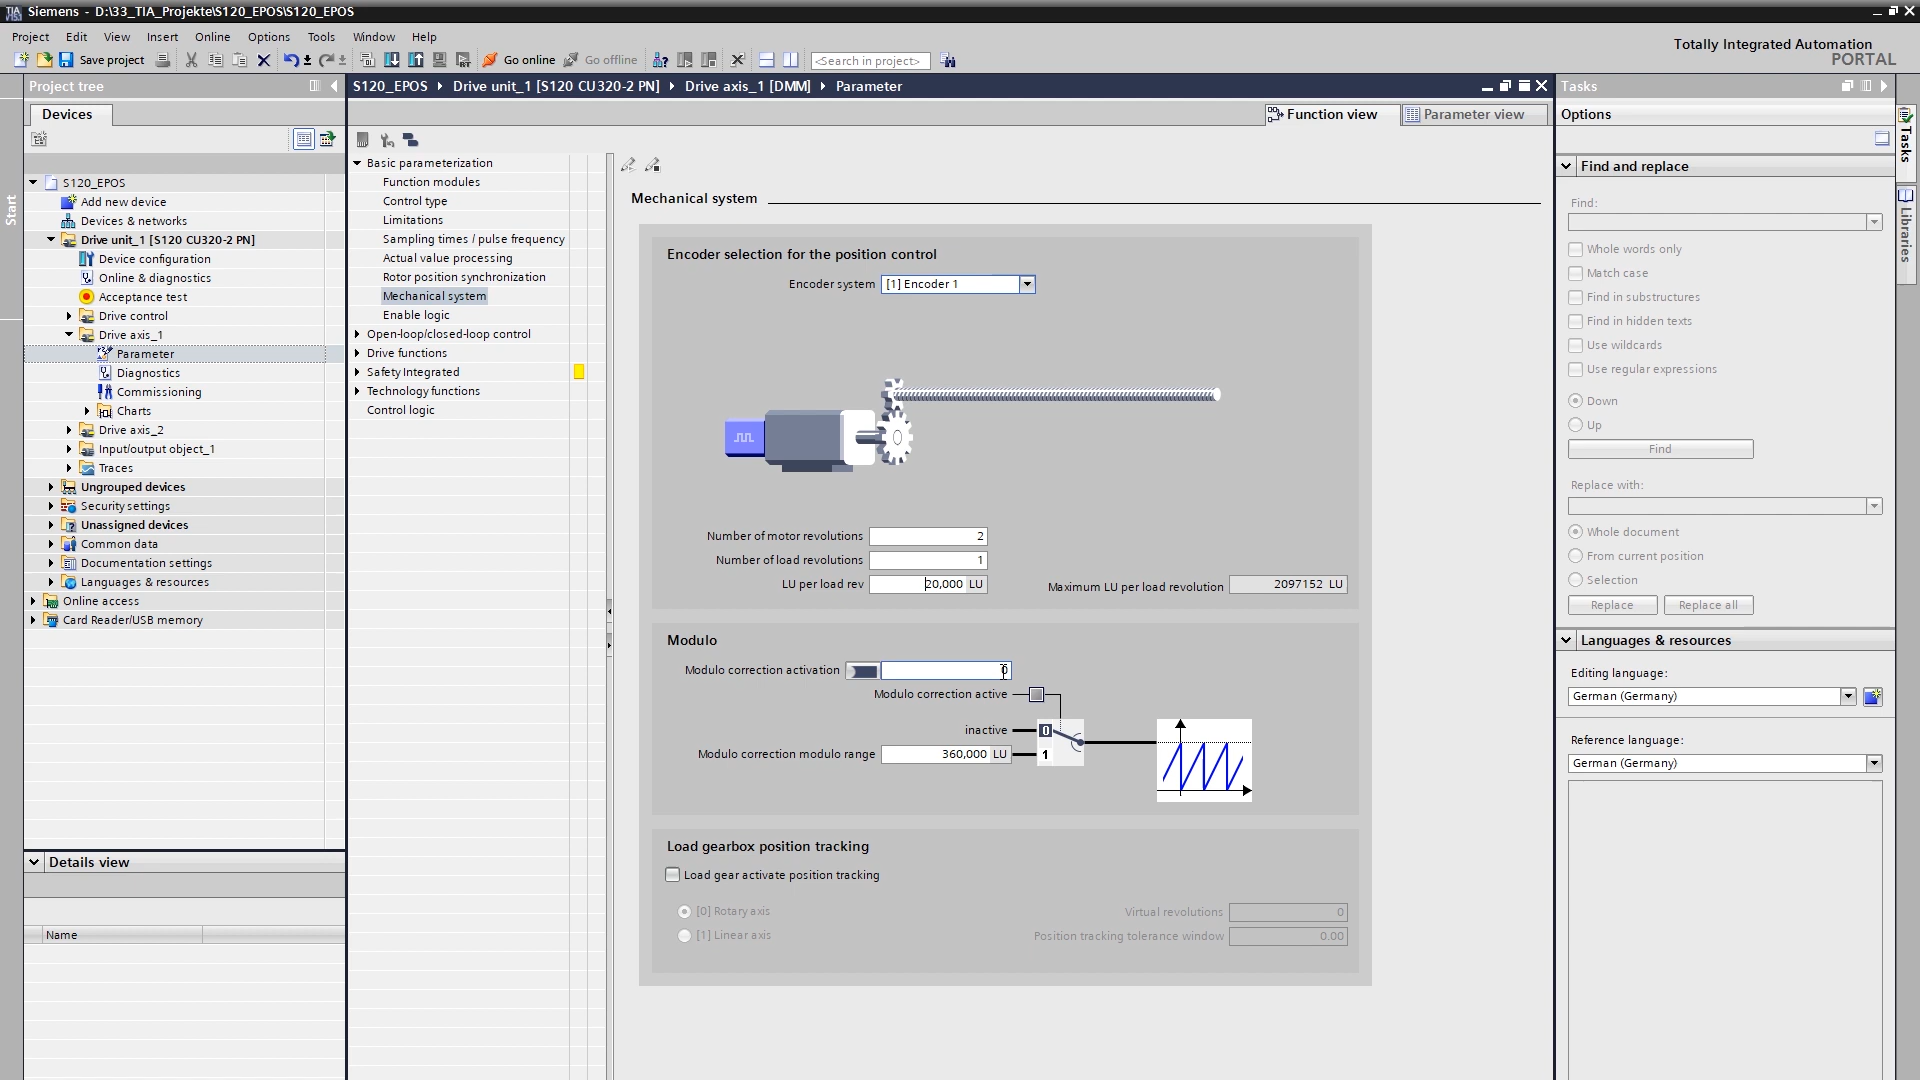 Siemens - D:\33_TIA_Projekte\S120_EPOS\S120_EPOS
Project Edit View Insert Online Options Tools Window Help
Totally Integrated Automation
PORTAL
Save project
Go online
Go offline
<Search in project>
Project tree
S120_EPOS
Drive unit_1 [S120 CU320-2 PN]
Drive axis_1 [DMM]
Parameter
Tasks
Devices
Function view
Parameter view
Options
Start
S120_EPOS
Add new device
Devices & networks
Drive unit_1 [S120 CU320-2 PN]
Device configuration
Online & diagnostics
Acceptance test
Drive control
Drive axis_1
Parameter
Diagnostics
Commissioning
Charts
Drive axis_2
Input/output object_1
Traces
Ungrouped devices
Security settings
Unassigned devices
Common data
Documentation settings
Languages & resources
Online access
Card Reader/USB memory
Details view
Name
Basic parameterization
Function modules
Control type
Limitations
Sampling times / pulse frequency
Actual value processing
Rotor position synchronization
Mechanical system
Enable logic
Open-loop/closed-loop control
Drive functions
Safety Integrated
Technology functions
Control logic
Mechanical system
Encoder selection for the position control
Encoder system [1] Encoder 1
Number of motor revolutions 2
Number of load revolutions 1
LU per load rev 20,000 LU
Maximum LU per load revolution 2097152 LU
Modulo
Modulo correction activation 0
Modulo correction active
inactive 0
Modulo correction modulo range 360,000 LU 1
Load gearbox position tracking
Load gear activate position tracking
[0] Rotary axis
Virtual revolutions 0
[1] Linear axis
Position tracking tolerance window 0.00
Find and replace
Find:
Whole words only
Match case
Find in substructures
Find in hidden texts
Use wildcards
Use regular expressions
Down
Up
Find
Replace with:
Whole document
From current position
Selection
Replace Replace all
Languages & resources
Editing language:
German (Germany)
Reference language:
German (Germany)
Tasks
Libraries